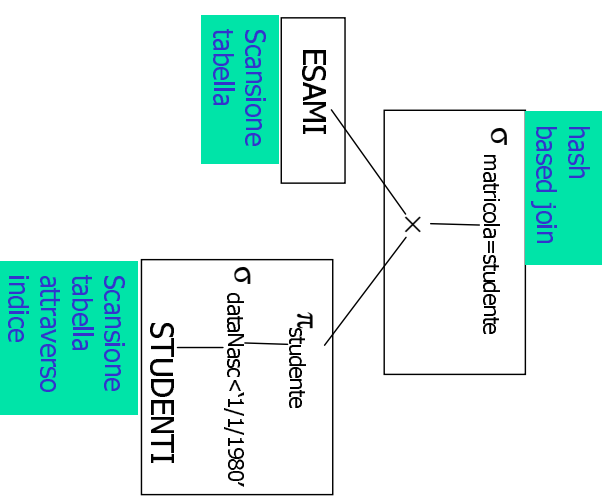 hash
based join
σ matricola=studente
×
ESAMI
Scansione
tabella
π studente
σ dataNasc<‘1/1/1980’
STUDENTI
Scansione
tabella
attraverso
indice